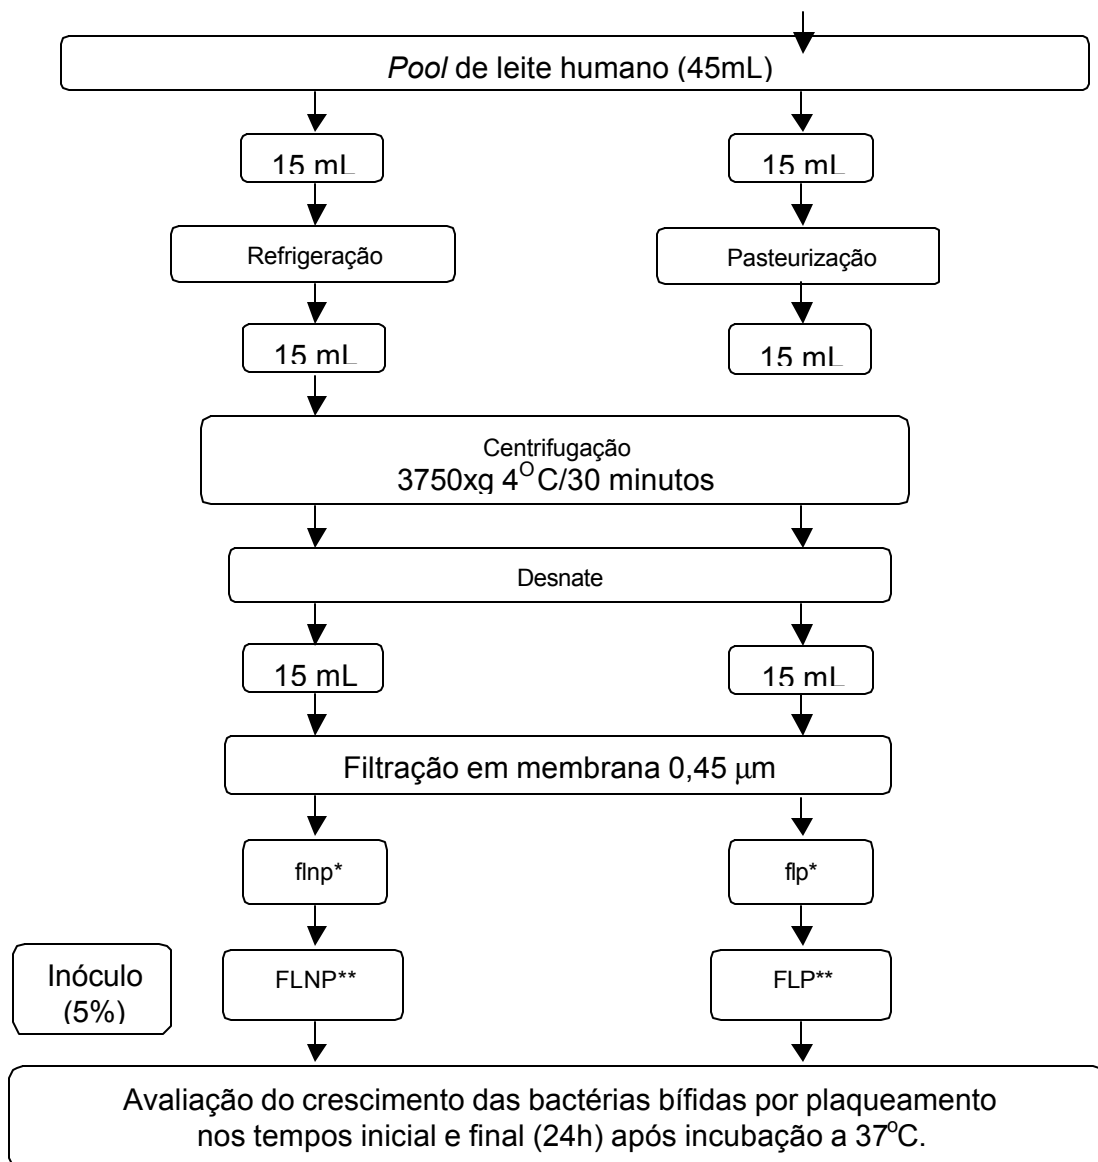 Pool de leite humano (45mL)
15 mL
15 mL
Refrigeração
Pasteurização
15 mL
15 mL
Centrifugação
3750xg 4ᴼC/30 minutos
Desnate
15 mL
15 mL
Filtração em membrana 0,45 μm
flnp*
flp*
Inóculo
(5%)
FLNP**
FLP**
Avaliação do crescimento das bactérias bífidas por plaqueamento
nos tempos inicial e final (24h) após incubação a 37ºC.